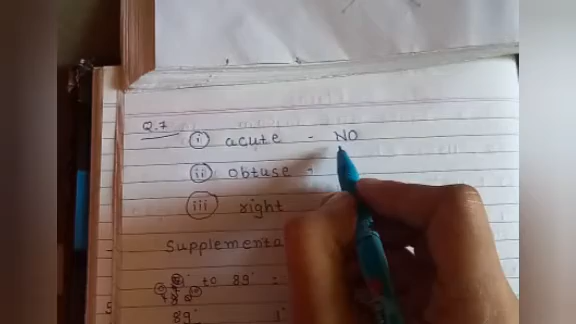 Q.7
(i) acute - NO
(ii) obtuse -
(iii) right
Supplementa
to 89° =
89°